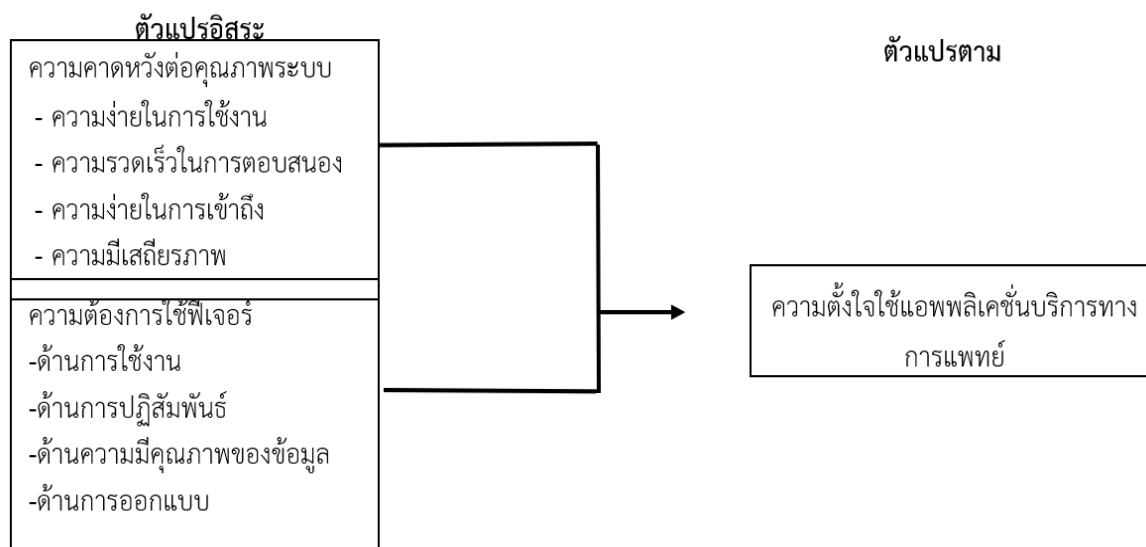 ตัวแปรอิสระ
ความคาดหวังต่อคุณภาพระบบ
- ความง่ายในการใช้งาน
- ความรวดเร็วในการตอบสนอง
- ความง่ายในการเข้าถึง
- ความมีเสถียรภาพ
ความต้องการใช้ฟีเจอร์
-ด้านการใช้งาน
-ด้านการปฏิสัมพันธ์
-ด้านความมีคุณภาพของข้อมูล
-ด้านการออกแบบ
ตัวแปรตาม
ความตั้งใจใช้แอพพลิเคชั่นบริการทาง
การแพทย์